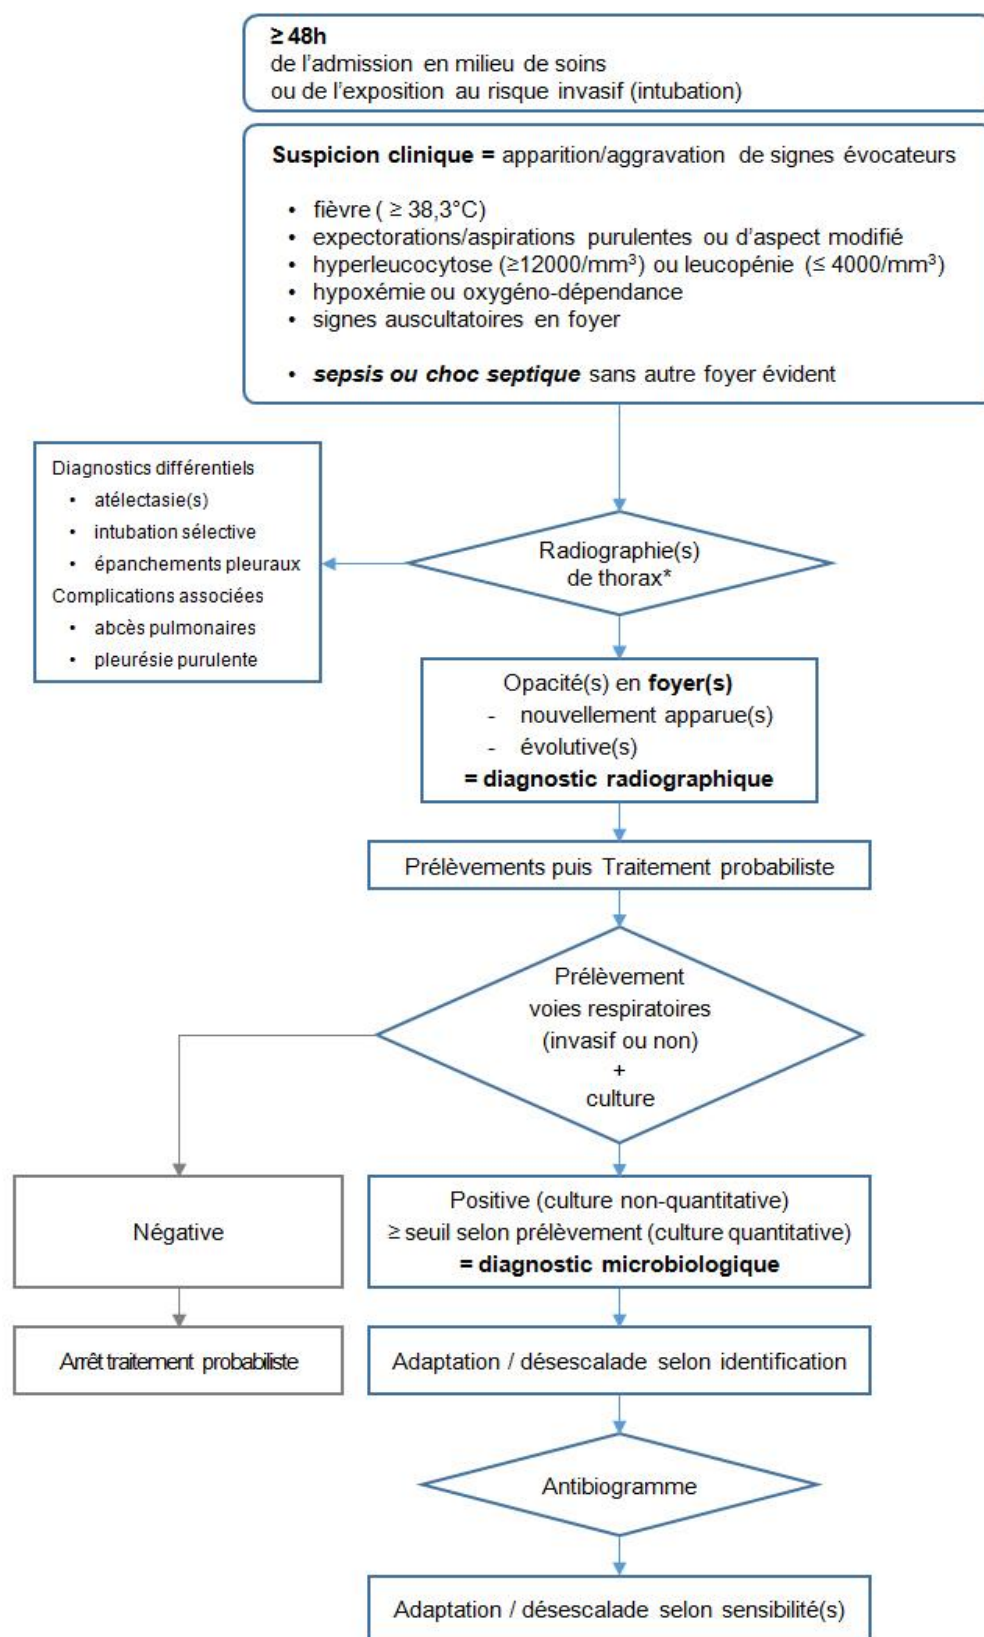 ≥ 48h
de l'admission en milieu de soins
ou de l'exposition au risque invasif (intubation)
Suspicion clinique = apparition/aggravation de signes évocateurs
• fièvre ( ≥ 38,3°C)
• expectorations/aspirations purulentes ou d'aspect modifié
• hyperleucocytose (≥12000/mm³) ou leucopénie (≤ 4000/mm³)
• hypoxémie ou oxygéno-dépendance
• signes auscultatoires en foyer
• sepsis ou choc septique sans autre foyer évident
Diagnostics différentiels
• atélectasie(s)
• intubation sélective
• épanchements pleuraux
Complications associées
• abcès pulmonaires
• pleurésie purulente
Radiographie(s)
de thorax*
Opacité(s) en foyer(s)
- nouvellement apparue(s)
- évolutive(s)
= diagnostic radiographique
Prélèvements puis Traitement probabiliste
Prélèvement
voies respiratoires
(invasif ou non)
+
culture
Négative
Arrêt traitement probabiliste
Positive (culture non-quantitative)
≥ seuil selon prélèvement (culture quantitative)
= diagnostic microbiologique
Adaptation / désescalade selon identification
Antibiogramme
Adaptation / désescalade selon sensibilité(s)